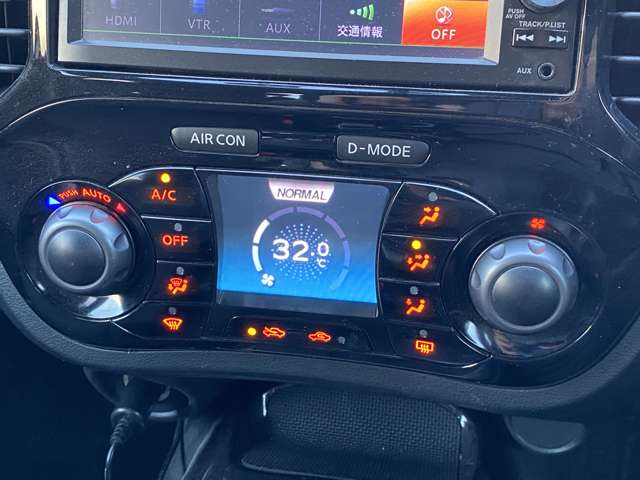 HDMI
VTR
AUX
交通情報
OFF
PUSH
AV OFF
TRACK/P.LIST
AUX
AIR CON
D-MODE
PUSH AUTO
A/C
NORMAL
OFF
32.0
°C